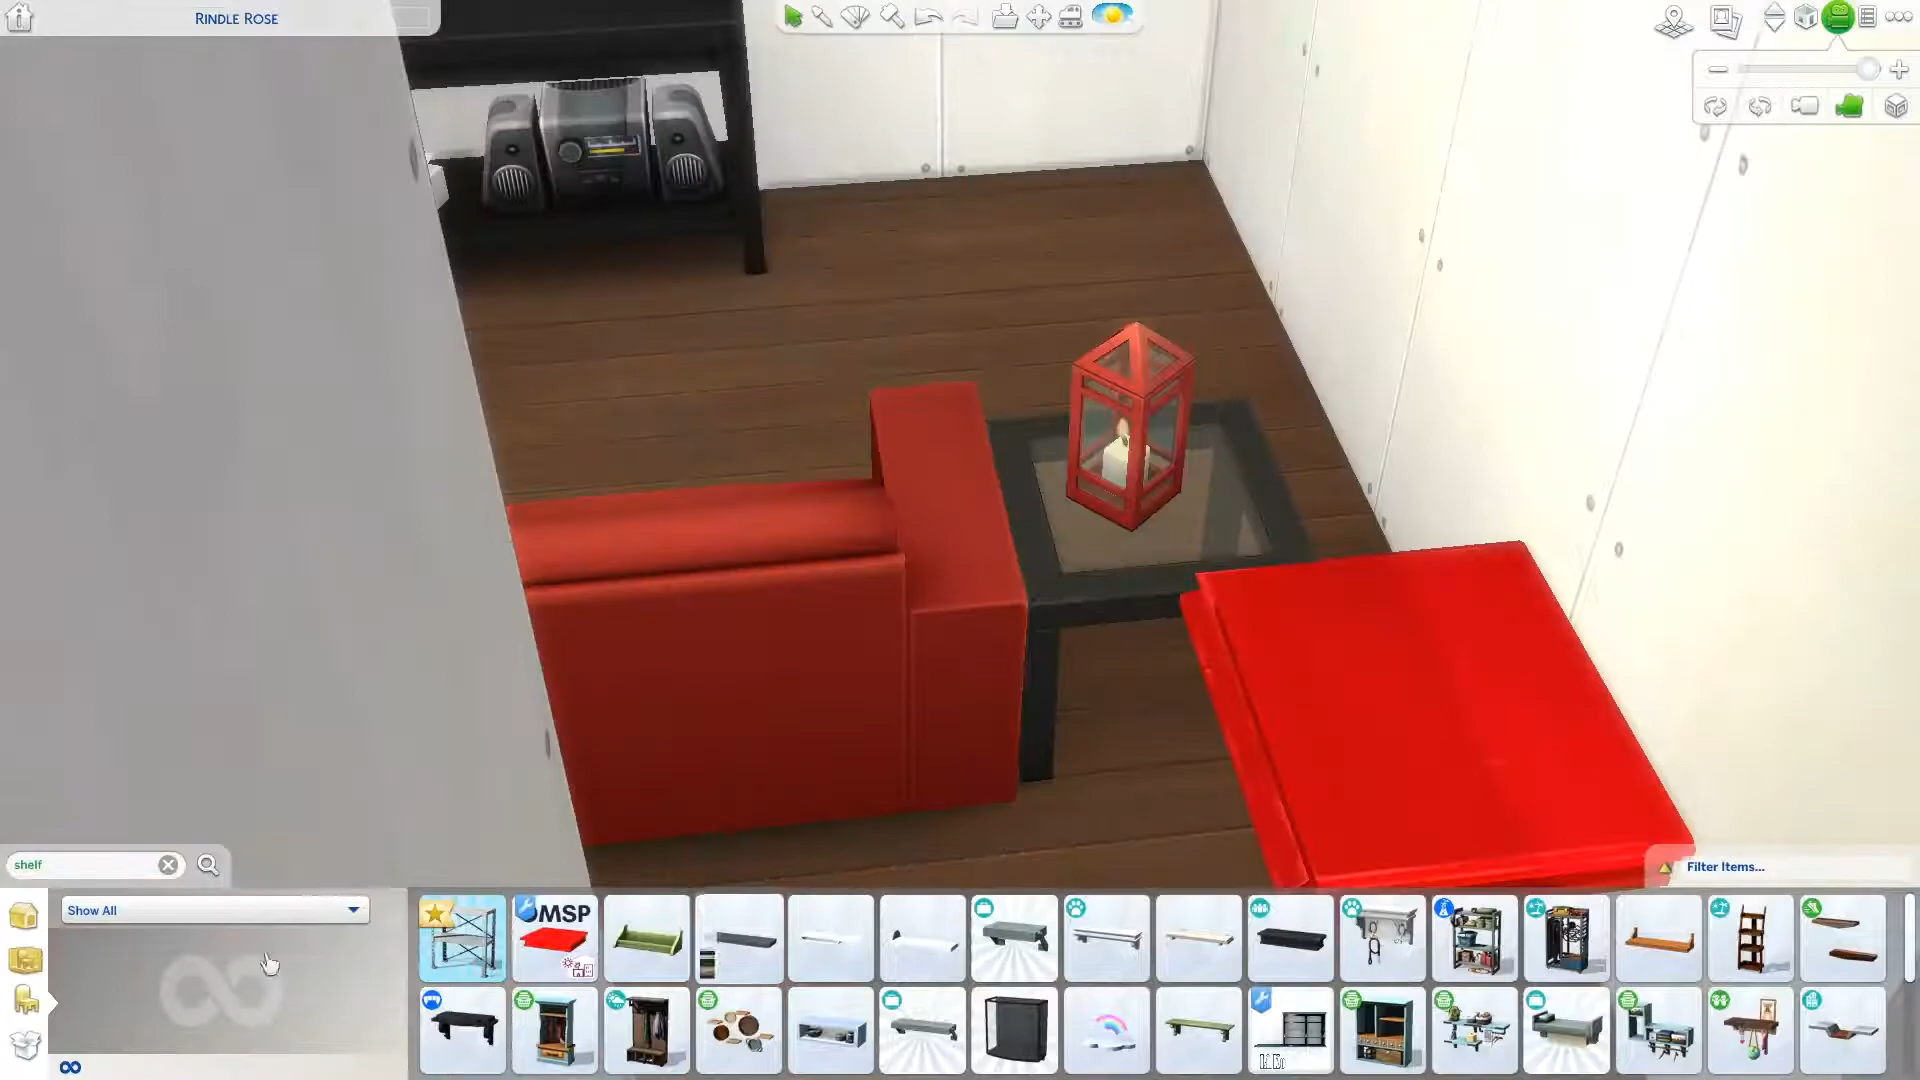 RINDLE ROSE
shelf
Filter Items...
Show All
MSP